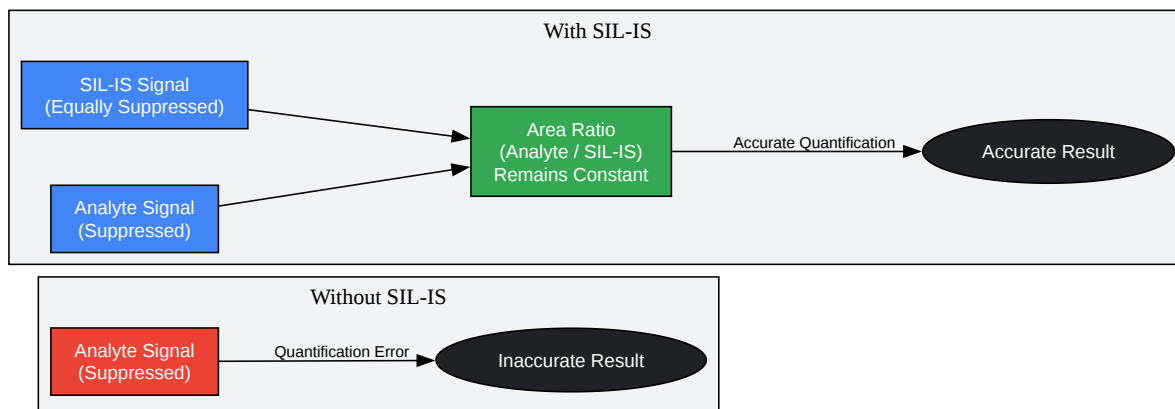 With SIL-IS
SIL-IS Signal
(Equally Suppressed)
Analyte Signal
(Suppressed)
Area Ratio
(Analyte / SIL-IS)
Remains Constant
Accurate Quantification
Accurate Result
Without SIL-IS
Analyte Signal
(Suppressed)
Quantification Error
Inaccurate Result